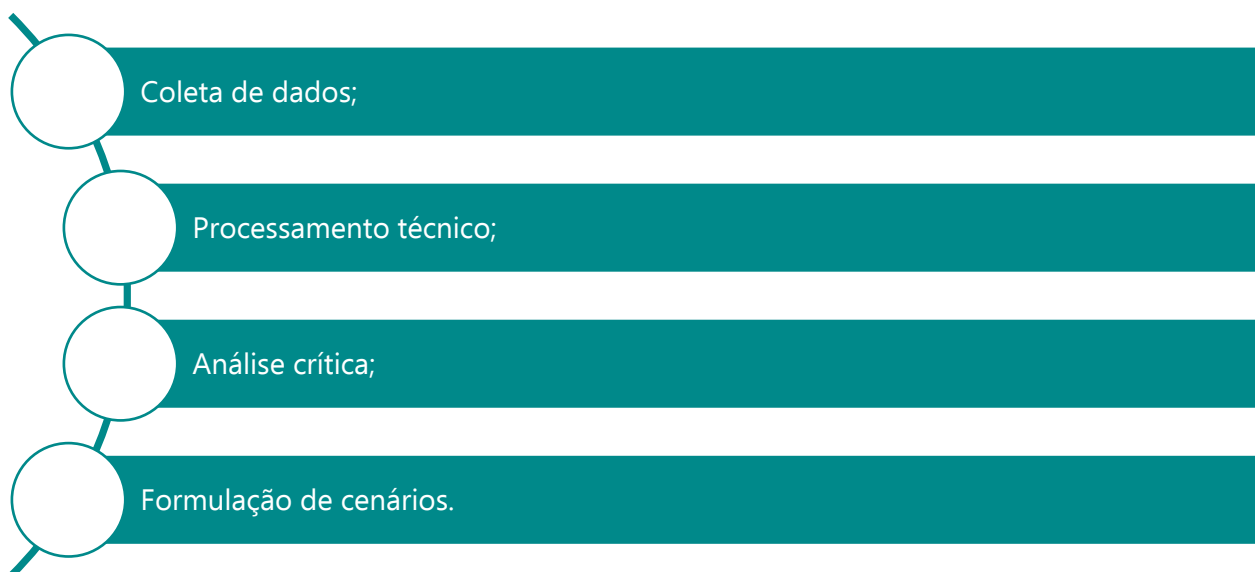 Coleta de dados;
Processamento técnico;
Análise crítica;
Formulação de cenários.